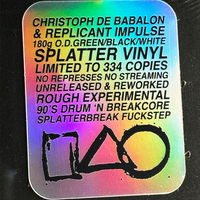 CHRISTOPH DE BABALON
& REPLICANT IMPULSE
180g O.D.GREEN/BLACK/WHITE
SPLATTER VINYL
LIMITED TO 334 COPIES
NO REPRESSES NO STREAMING
UNRELEASED & REWORKED
ROUGH EXPERIMENTAL
90'S DRUM 'N BREAKCORE
SPLATTERBREAK FUCKSTEP